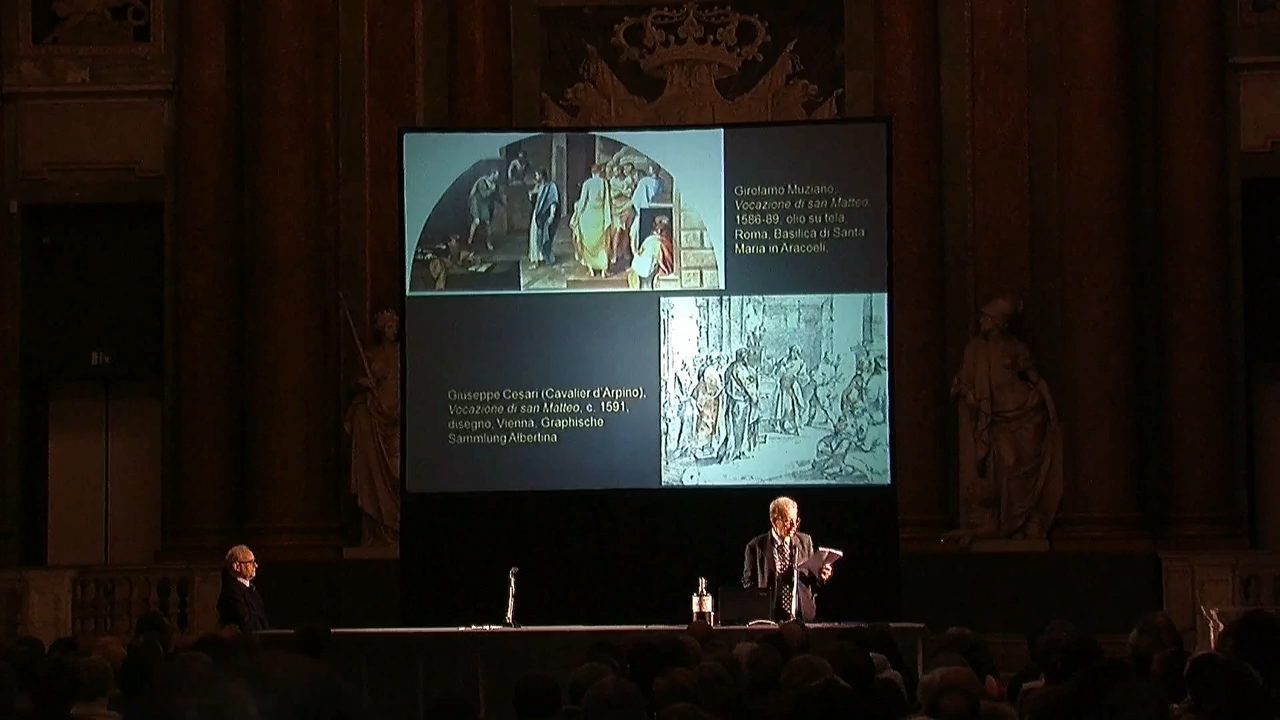 Girolamo Muziano,
Vocazione di san Matteo,
1586-89, olio su tela,
Roma, Basilica di Santa
Maria in Aracoeli.
Giuseppe Cesari (Cavalier d'Arpino),
Vocazione di san Matteo, c. 1591,
disegno, Vienna, Graphische
Sammlung Albertina